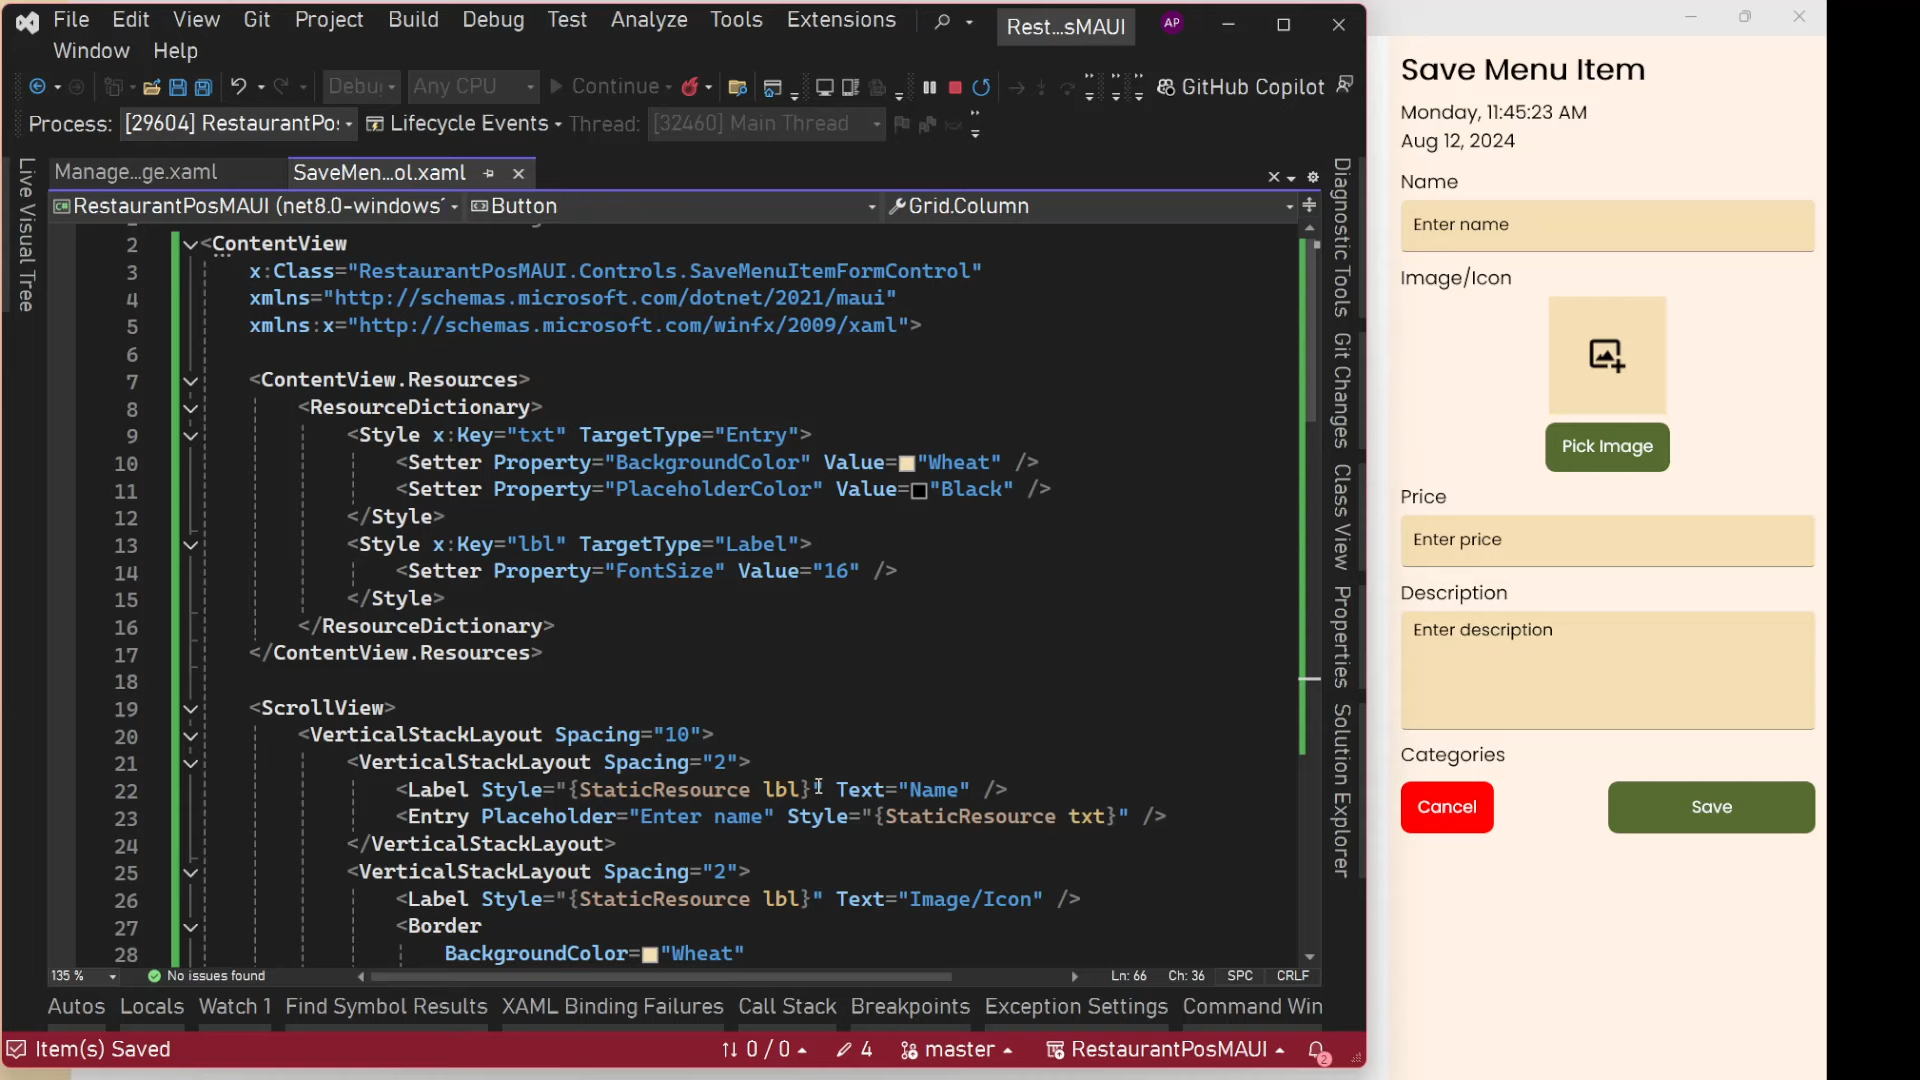 File Edit View Git Project Build Debug Test Analyze Tools Extensions Rest...sMAUI AP
Window Help
Debug Any CPU Continue GitHub Copilot
Process: [29604] RestaurantPo Lifecycle Events Thread: [32460] Main Thread
Live Visual Tree
Manage...ge.xaml SaveMen...ol.xaml
RestaurantPosMAUI (net8.0-windows Button Grid.Column
2 <ContentView
3 x:Class="RestaurantPosMAUI.Controls.SaveMenuItemFormControl"
4 xmlns="http://schemas.microsoft.com/dotnet/2021/maui"
5 xmlns:x="http://schemas.microsoft.com/winfx/2009/xaml">
6
7 <ContentView.Resources>
8 <ResourceDictionary>
9 <Style x:Key="txt" TargetType="Entry">
10 <Setter Property="BackgroundColor" Value="Wheat" />
11 <Setter Property="PlaceholderColor" Value="Black" />
12 </Style>
13 <Style x:Key="lbl" TargetType="Label">
14 <Setter Property="FontSize" Value="16" />
15 </Style>
16 </ResourceDictionary>
17 </ContentView.Resources>
18
19 <ScrollView>
20 <VerticalStackLayout Spacing="10">
21 <VerticalStackLayout Spacing="2">
22 <Label Style="{StaticResource lbl}" Text="Name" />
23 <Entry Placeholder="Enter name" Style="{StaticResource txt}" />
24 </VerticalStackLayout>
25 <VerticalStackLayout Spacing="2">
26 <Label Style="{StaticResource lbl}" Text="Image/Icon" />
27 <Border
28 BackgroundColor="Wheat"
135 % No issues found Ln: 66 Ch: 36 SPC CRLF
Autos Locals Watch 1 Find Symbol Results XAML Binding Failures Call Stack Breakpoints Exception Settings Command Win
Item(s) Saved 0 / 0 4 master RestaurantPosMAUI 2
Diagnostic Tools
Git Changes
Class View
Properties
Solution Explorer
Save Menu Item
Monday, 11:45:23 AM
Aug 12, 2024
Name
Enter name
Image/Icon
Pick Image
Price
Enter price
Description
Enter description
Categories
Cancel Save